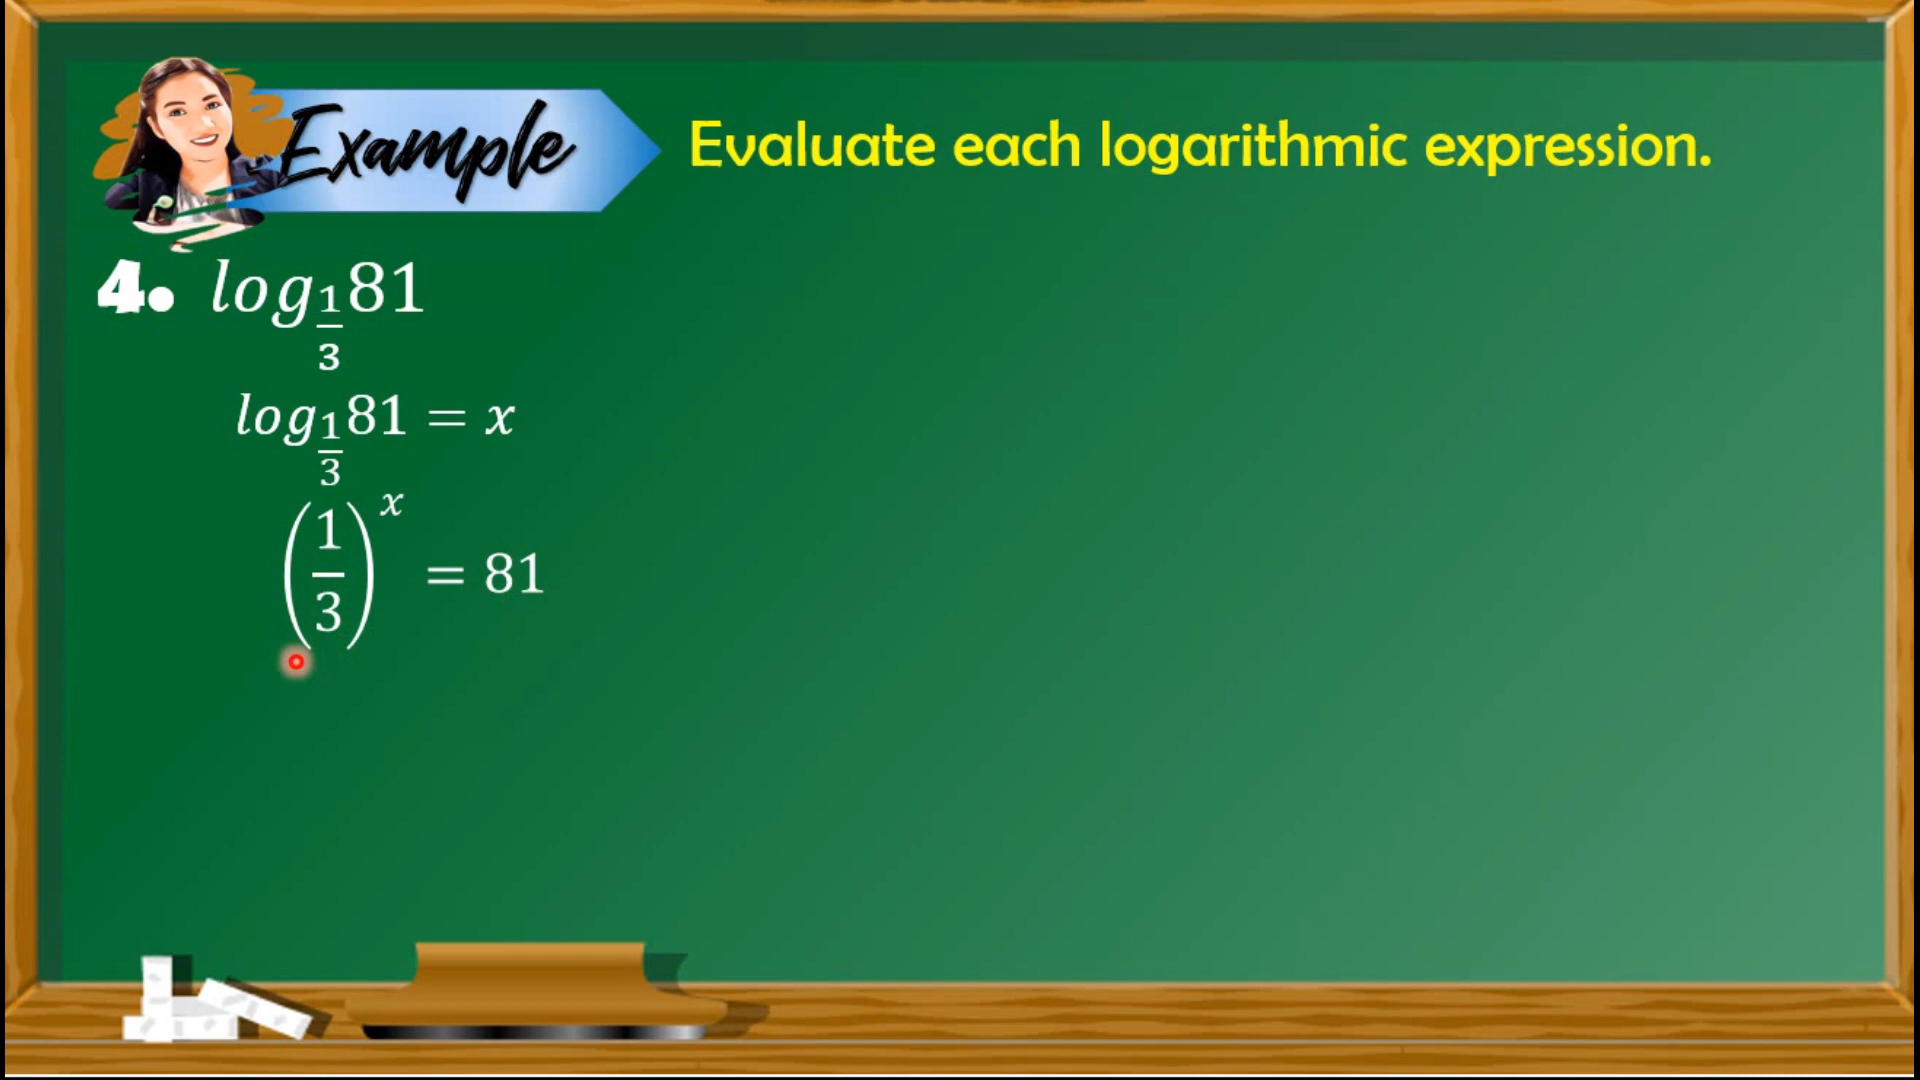 Example
Evaluate each logarithmic expression.
4. log_{1/3} 81
log_{1/3} 81 = x
(1/3)^x = 81